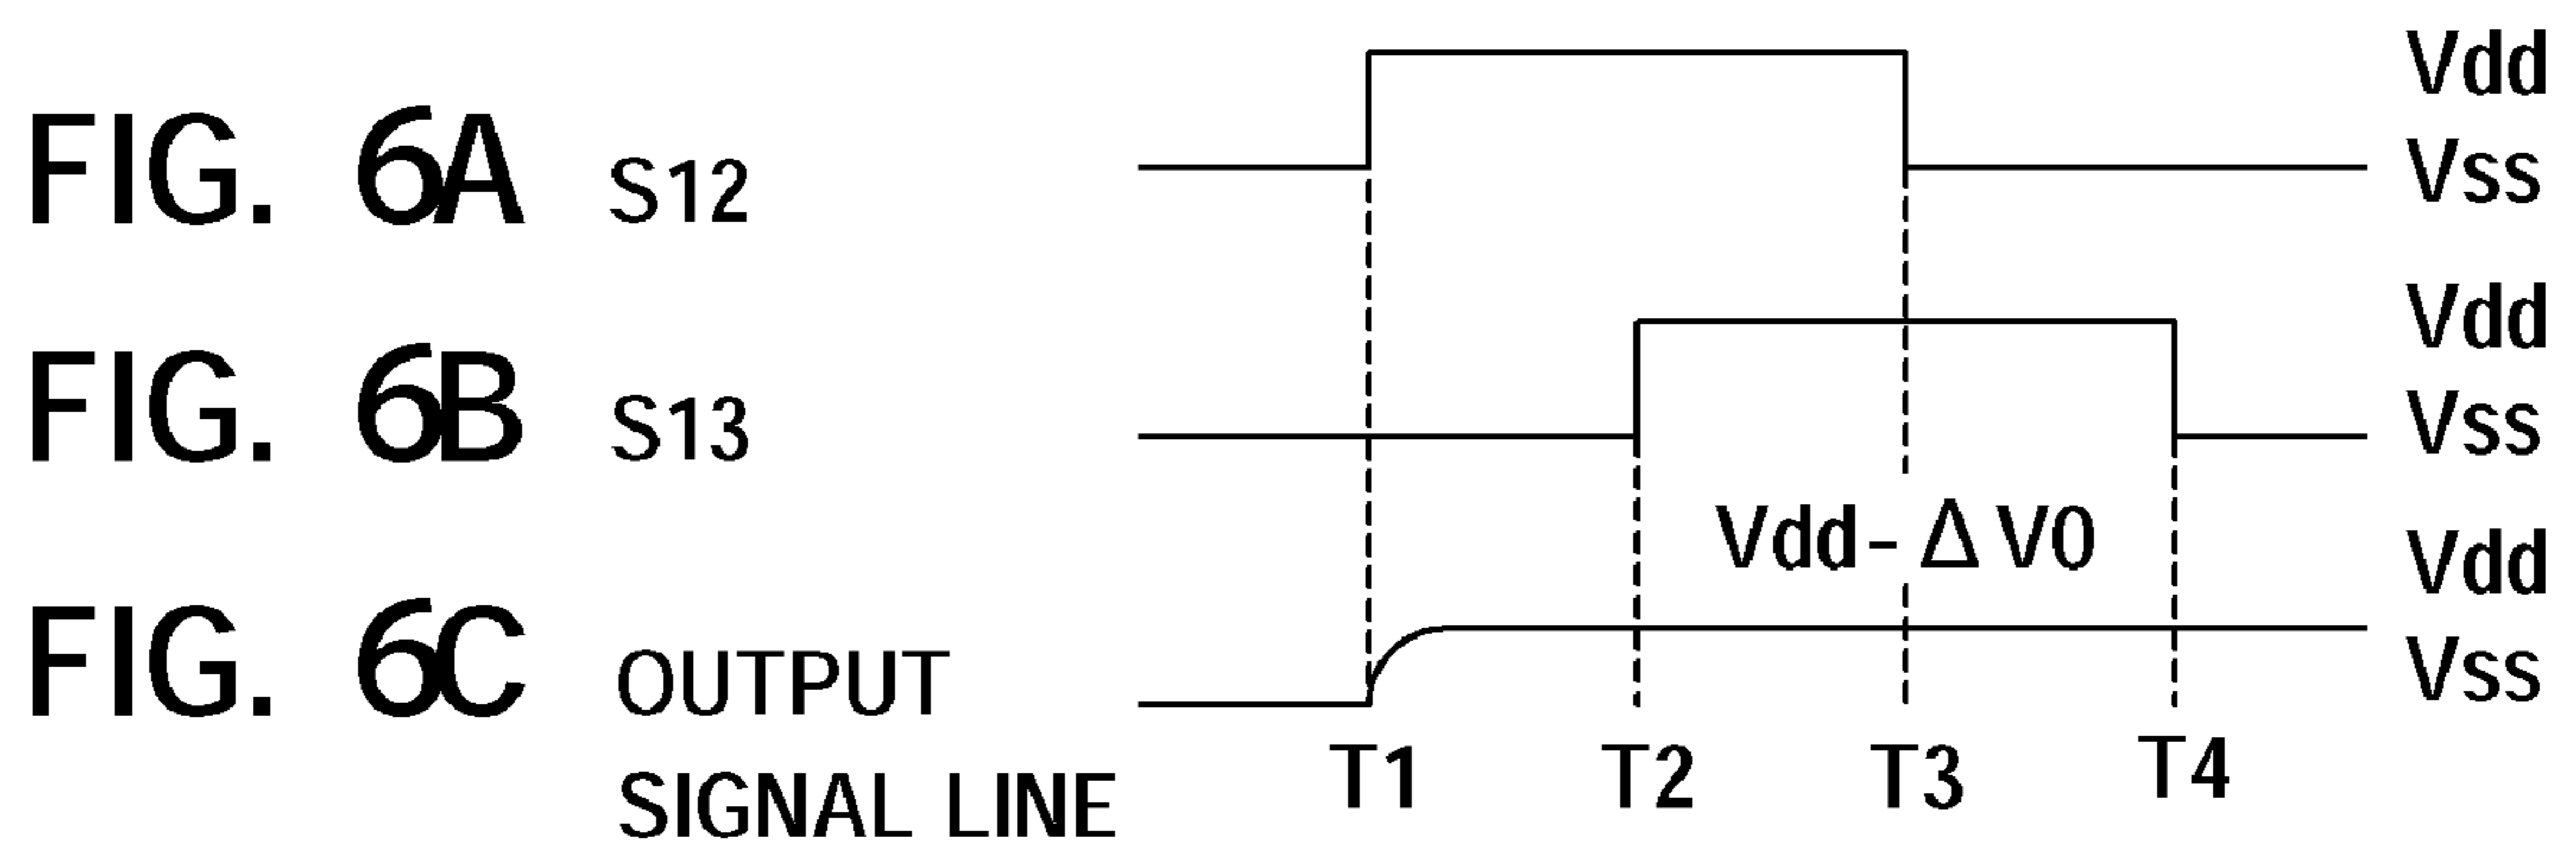 Vdd
FIG. 6A S12 Vss
Vdd
FIG. 6B S13 Vss
Vdd- Δ V0 Vdd
FIG. 6C OUTPUT Vss
SIGNAL LINE T1 T2 T3 T4